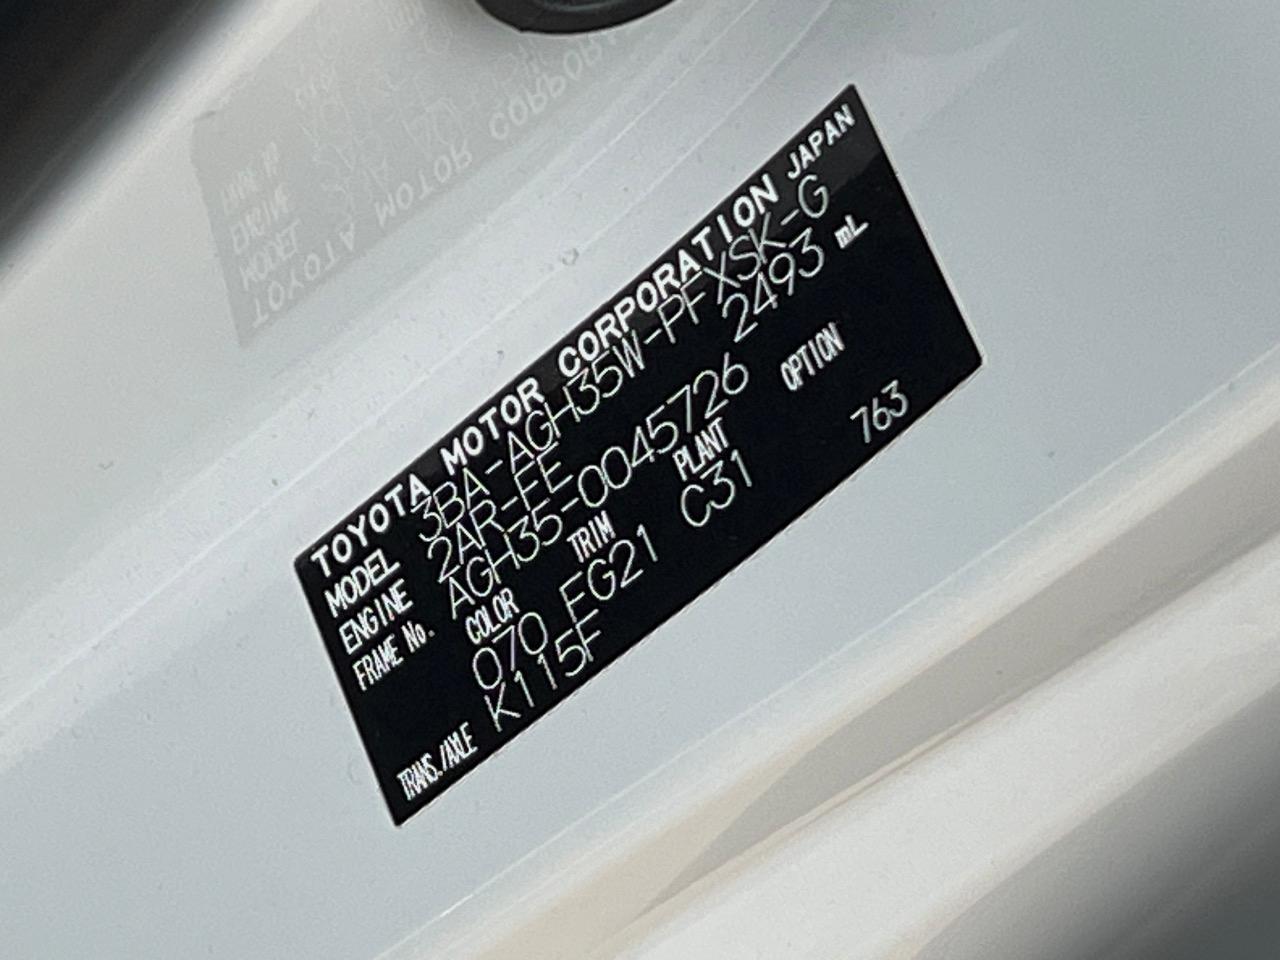 TOYOTA MOTOR CORPORATION JAPAN
MODEL 3BA-AGH35W-PFXSK-G
ENGINE 2AR-FE 2493 mL
FRAME No. AGH35-0045726
COLOR TRIM PLANT OPTION
070 FG21 C31 763
TRANS./AXLE K115F